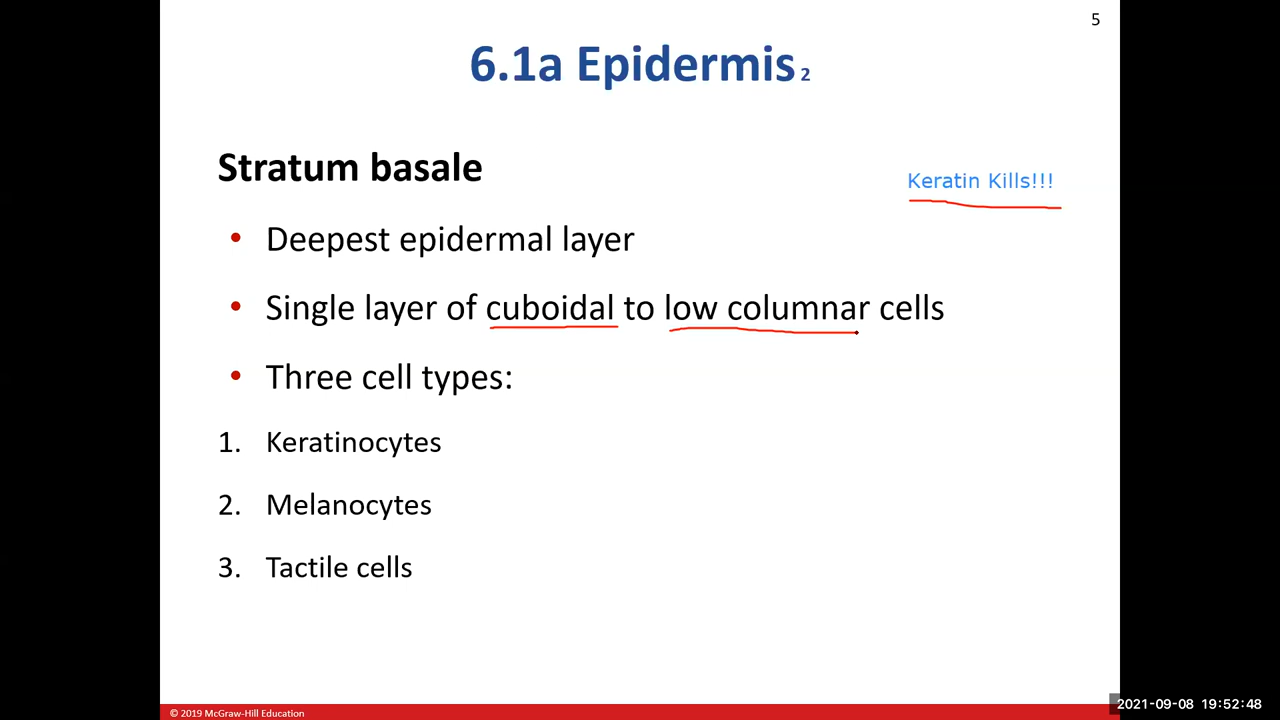 5
6.1a Epidermis 2
Stratum basale
Keratin Kills!!!
• Deepest epidermal layer
• Single layer of cuboidal to low columnar cells
• Three cell types:
1. Keratinocytes
2. Melanocytes
3. Tactile cells
© 2019 McGraw-Hill Education
2021-09-08 19:52:48